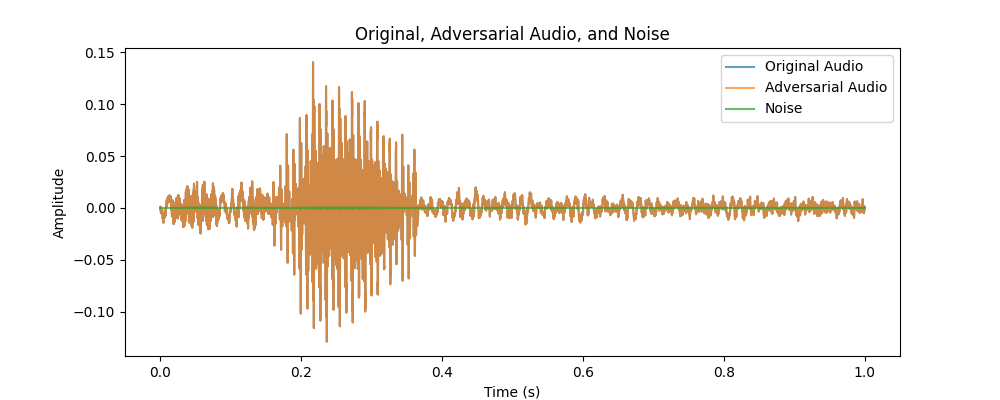 Original, Adversarial Audio, and Noise
Original Audio
Adversarial Audio
Noise
0.15
0.10
0.05
0.00
−0.05
−0.10
Amplitude
0.0 0.2 0.4 0.6 0.8 1.0
Time (s)